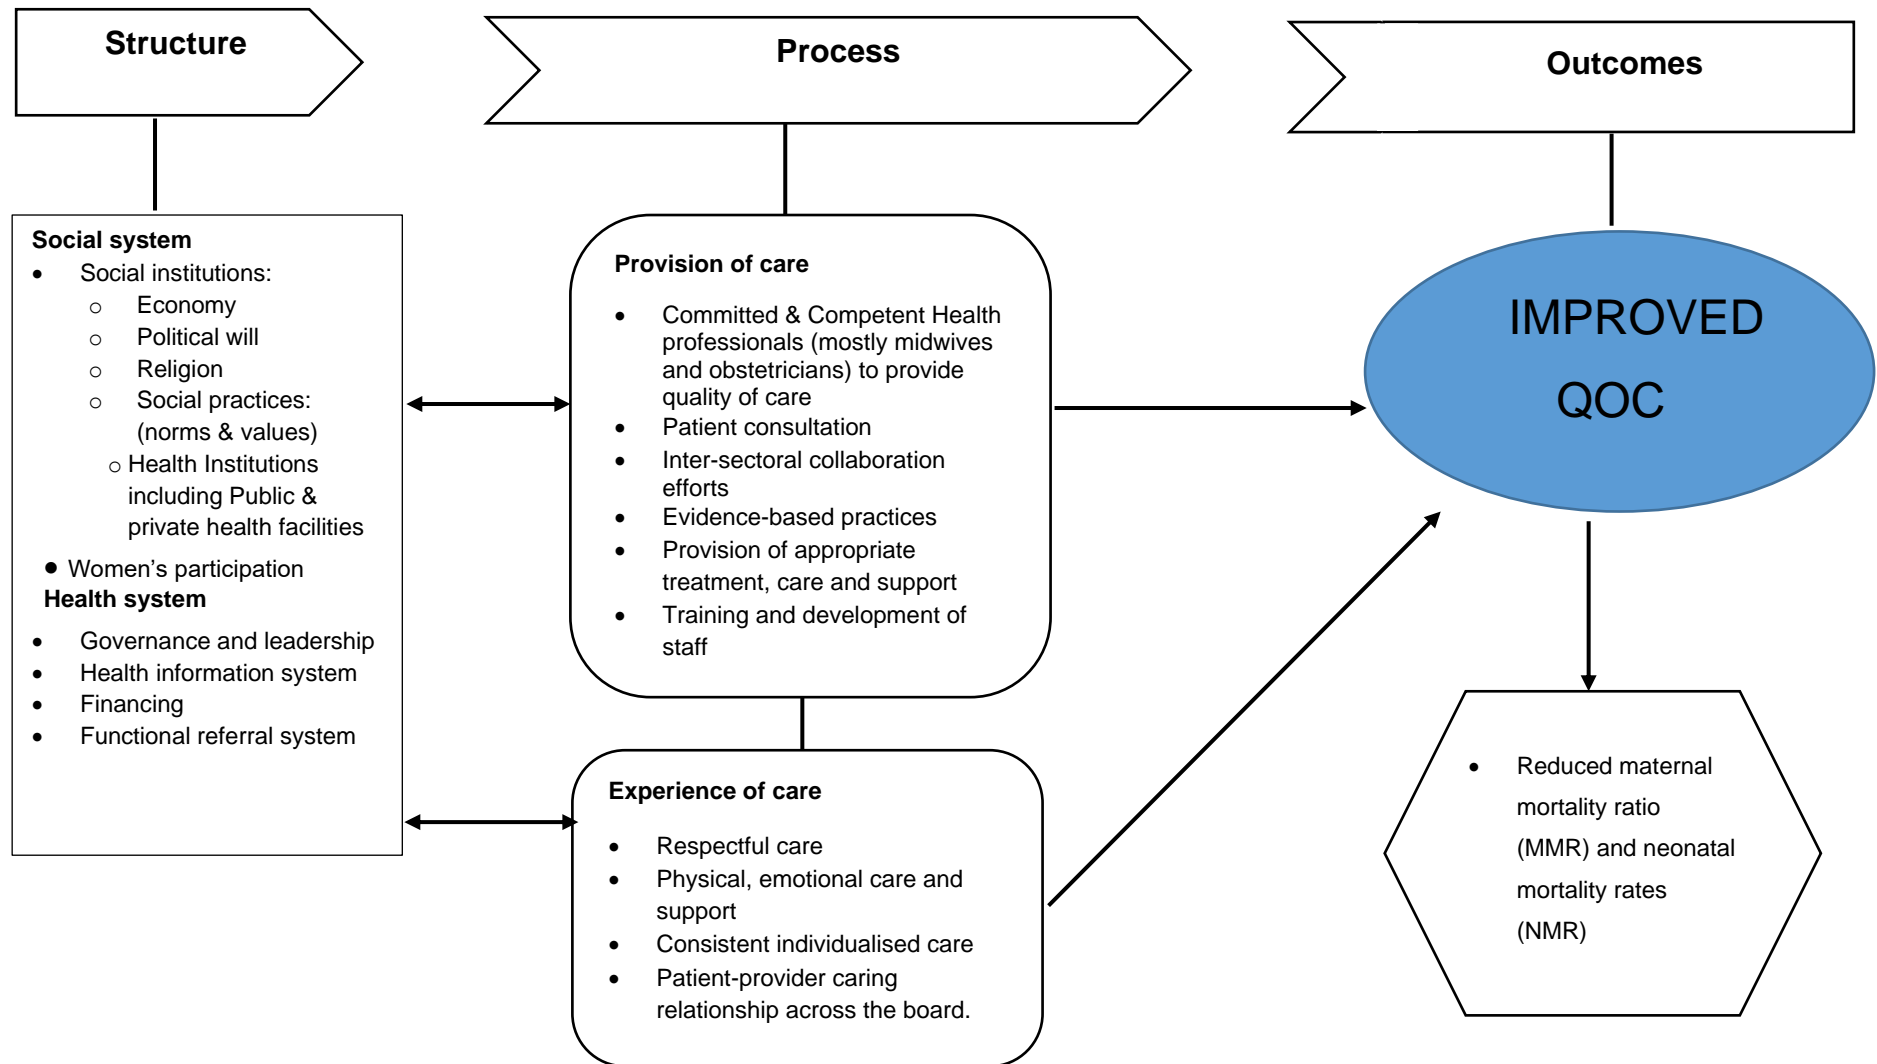 Structure
Process
Outcomes
Social system
• Social institutions:
o Economy
o Political will
o Religion
o Social practices:
(norms & values)
o Health Institutions
including Public &
private health facilities
• Women’s participation
Health system
• Governance and leadership
• Health information system
• Financing
• Functional referral system
Provision of care
• Committed & Competent Health
professionals (mostly midwives
and obstetricians) to provide
quality of care
• Patient consultation
• Inter-sectoral collaboration
efforts
• Evidence-based practices
• Provision of appropriate
treatment, care and support
• Training and development of
staff
Experience of care
• Respectful care
• Physical, emotional care and
support
• Consistent individualised care
• Patient-provider caring
relationship across the board.
IMPROVED
QOC
• Reduced maternal
mortality ratio
(MMR) and neonatal
mortality rates
(NMR)